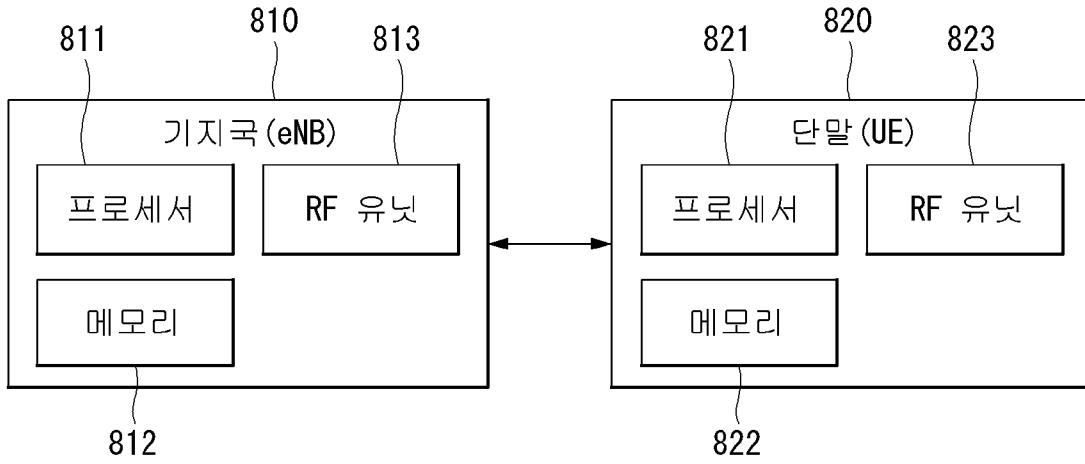 811 810 813 821 820 823
기지국(eNB) 단말(UE)
프로세서 RF 유닛 프로세서 RF 유닛
메모리 메모리
812 822